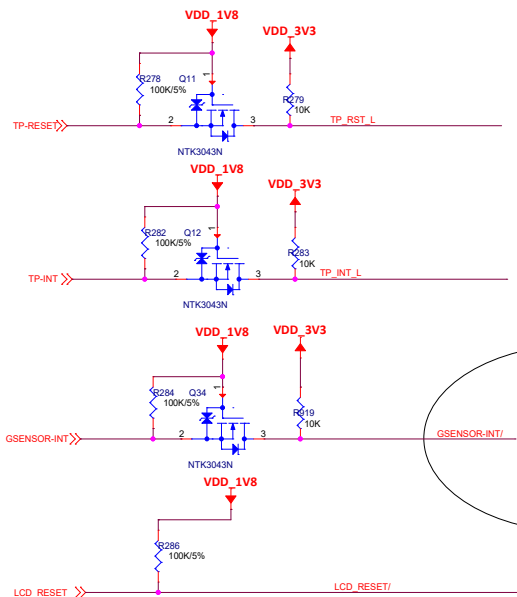 VDD_1V8
VDD_3V3
R278
100K/5%
Q11
1
R279
10K
TP-RESET
2
3
TP_RST_L
NTK3043N
VDD_1V8
VDD_3V3
R282
100K/5%
Q12
1
R283
10K
TP-INT
2
3
TP_INT_L
NTK3043N
VDD_1V8
VDD_3V3
R284
100K/5%
Q34
1
R919
10K
GSENSOR-INT
2
3
GSENSOR-INT/
NTK3043N
VDD_1V8
R286
100K/5%
LCD_RESET
LCD_RESET/